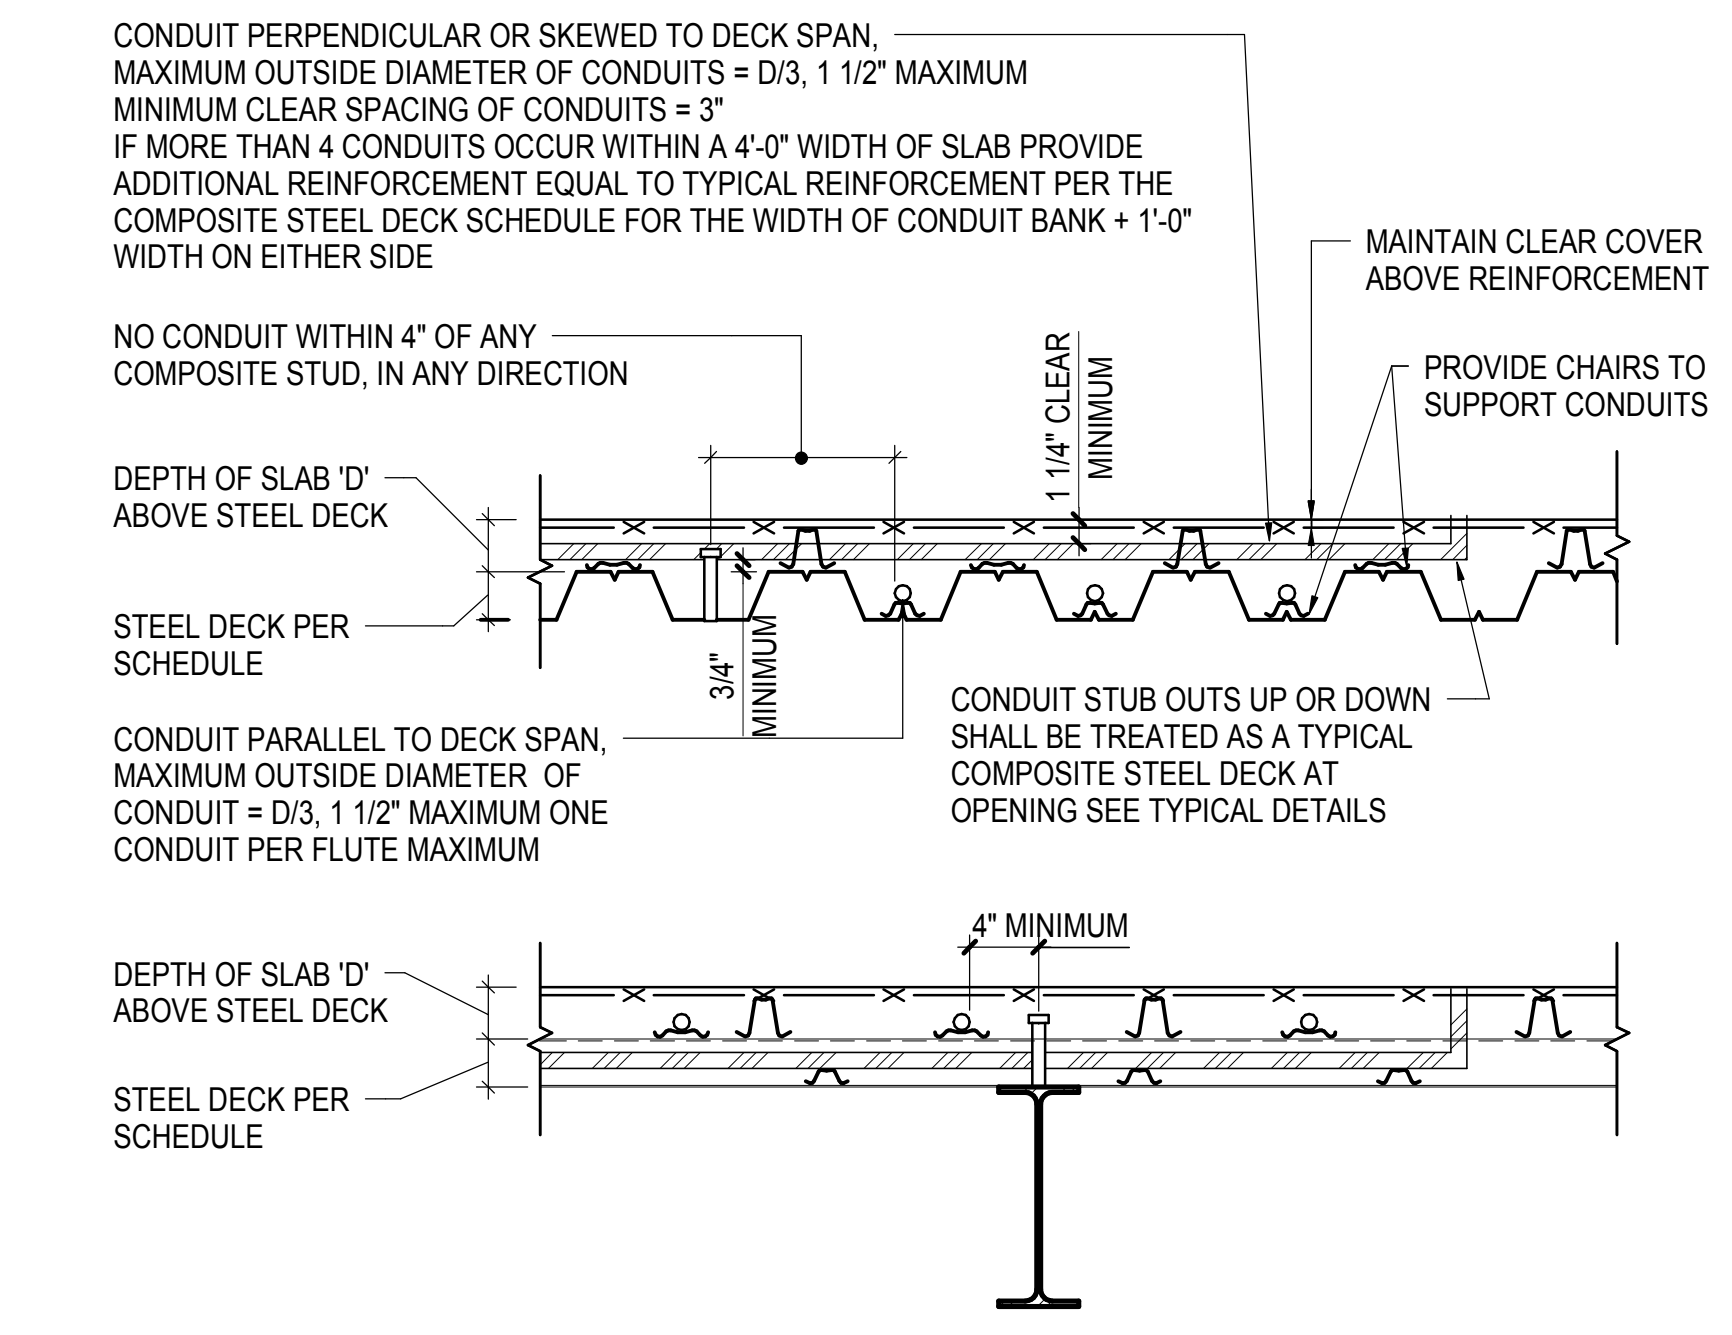 CONDUIT PERPENDICULAR OR SKEWED TO DECK SPAN,
MAXIMUM OUTSIDE DIAMETER OF CONDUITS = D/3, 1 1/2" MAXIMUM
MINIMUM CLEAR SPACING OF CONDUITS = 3"
IF MORE THAN 4 CONDUITS OCCUR WITHIN A 4'-0" WIDTH OF SLAB PROVIDE
ADDITIONAL REINFORCEMENT EQUAL TO TYPICAL REINFORCEMENT PER THE
COMPOSITE STEEL DECK SCHEDULE FOR THE WIDTH OF CONDUIT BANK + 1'-0"
WIDTH ON EITHER SIDE
MAINTAIN CLEAR COVER
ABOVE REINFORCEMENT
NO CONDUIT WITHIN 4" OF ANY
COMPOSITE STUD, IN ANY DIRECTION
1 1/4" CLEAR
MINIMUM
PROVIDE CHAIRS TO
SUPPORT CONDUITS
DEPTH OF SLAB 'D'
ABOVE STEEL DECK
STEEL DECK PER
SCHEDULE
3/4"
MINIMUM
CONDUIT STUB OUTS UP OR DOWN
SHALL BE TREATED AS A TYPICAL
COMPOSITE STEEL DECK AT
OPENING SEE TYPICAL DETAILS
CONDUIT PARALLEL TO DECK SPAN,
MAXIMUM OUTSIDE DIAMETER OF
CONDUIT = D/3, 1 1/2" MAXIMUM ONE
CONDUIT PER FLUTE MAXIMUM
4" MINIMUM
DEPTH OF SLAB 'D'
ABOVE STEEL DECK
STEEL DECK PER
SCHEDULE